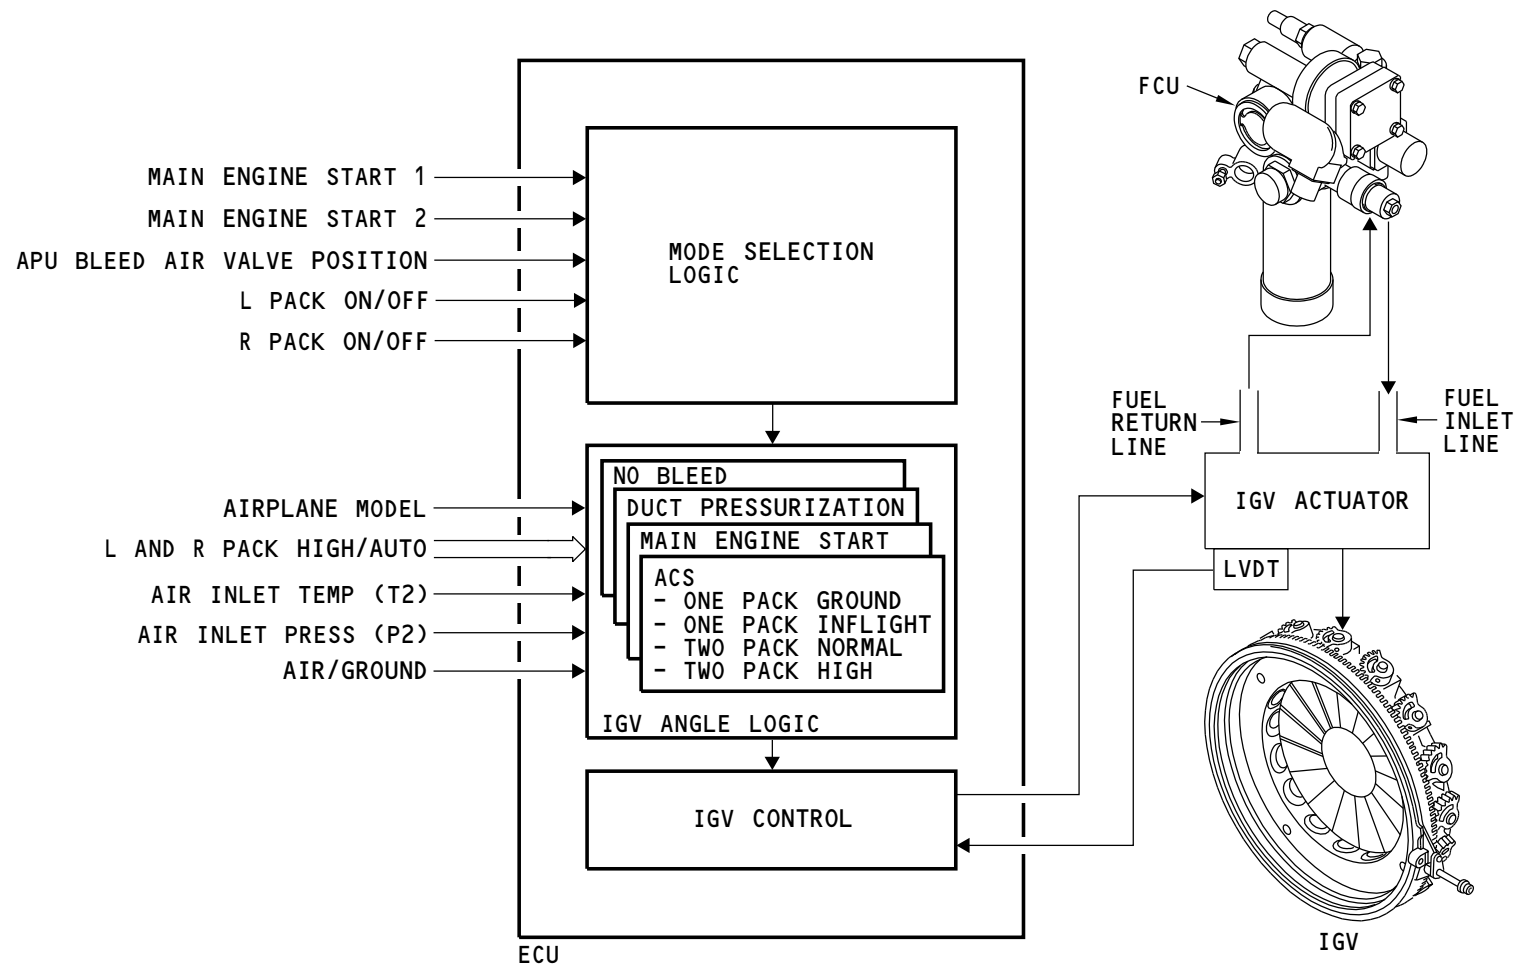 FCU
MAIN ENGINE START 1
MAIN ENGINE START 2
APU BLEED AIR VALVE POSITION
L PACK ON/OFF
R PACK ON/OFF
MODE SELECTION
LOGIC
AIRPLANE MODEL
L AND R PACK HIGH/AUTO
AIR INLET TEMP (T2)
AIR INLET PRESS (P2)
AIR/GROUND
NO BLEED
DUCT PRESSURIZATION
MAIN ENGINE START
ACS
- ONE PACK GROUND
- ONE PACK INFLIGHT
- TWO PACK NORMAL
- TWO PACK HIGH
IGV ANGLE LOGIC
IGV CONTROL
ECU
FUEL
RETURN
LINE
FUEL
INLET
LINE
IGV ACTUATOR
LVDT
IGV